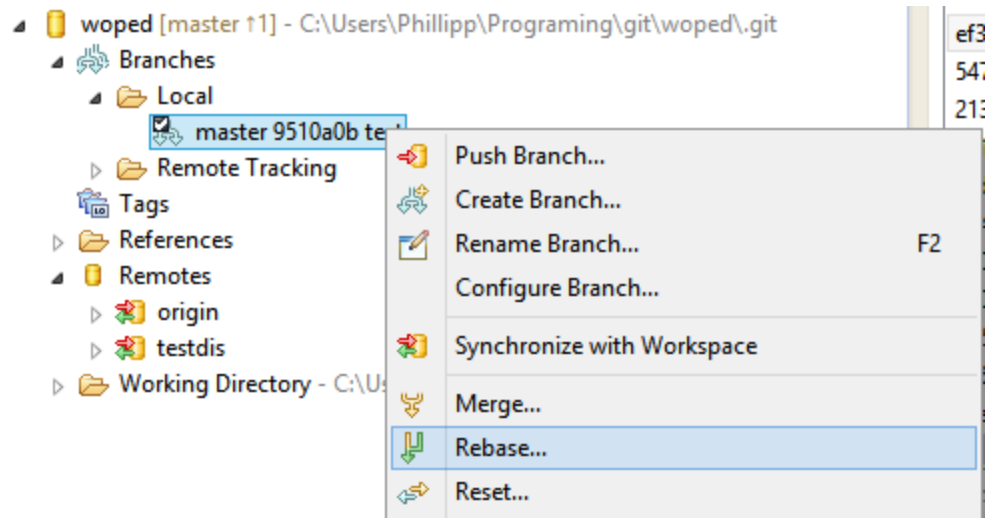 woped [master ↑1] - C:\Users\Phillipp\Programing\git\woped\.git
Branches
Local
master 9510a0b
Remote Tracking
Tags
References
Remotes
origin
testdis
Working Directory - C:\Us
ef3
547
213
Push Branch...
Create Branch...
Rename Branch... F2
Configure Branch...
Synchronize with Workspace
Merge...
Rebase...
Reset...